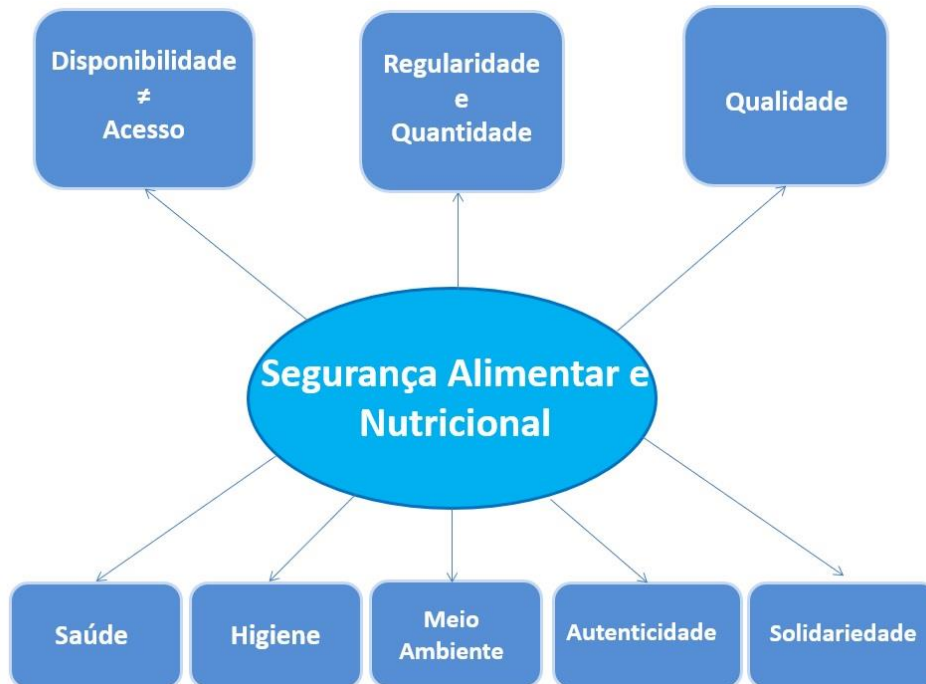 Disponibilidade
≠
Acesso
Regularidade
e
Quantidade
Qualidade
Segurança Alimentar e
Nutricional
Saúde
Higiene
Meio
Ambiente
Autenticidade
Solidariedade